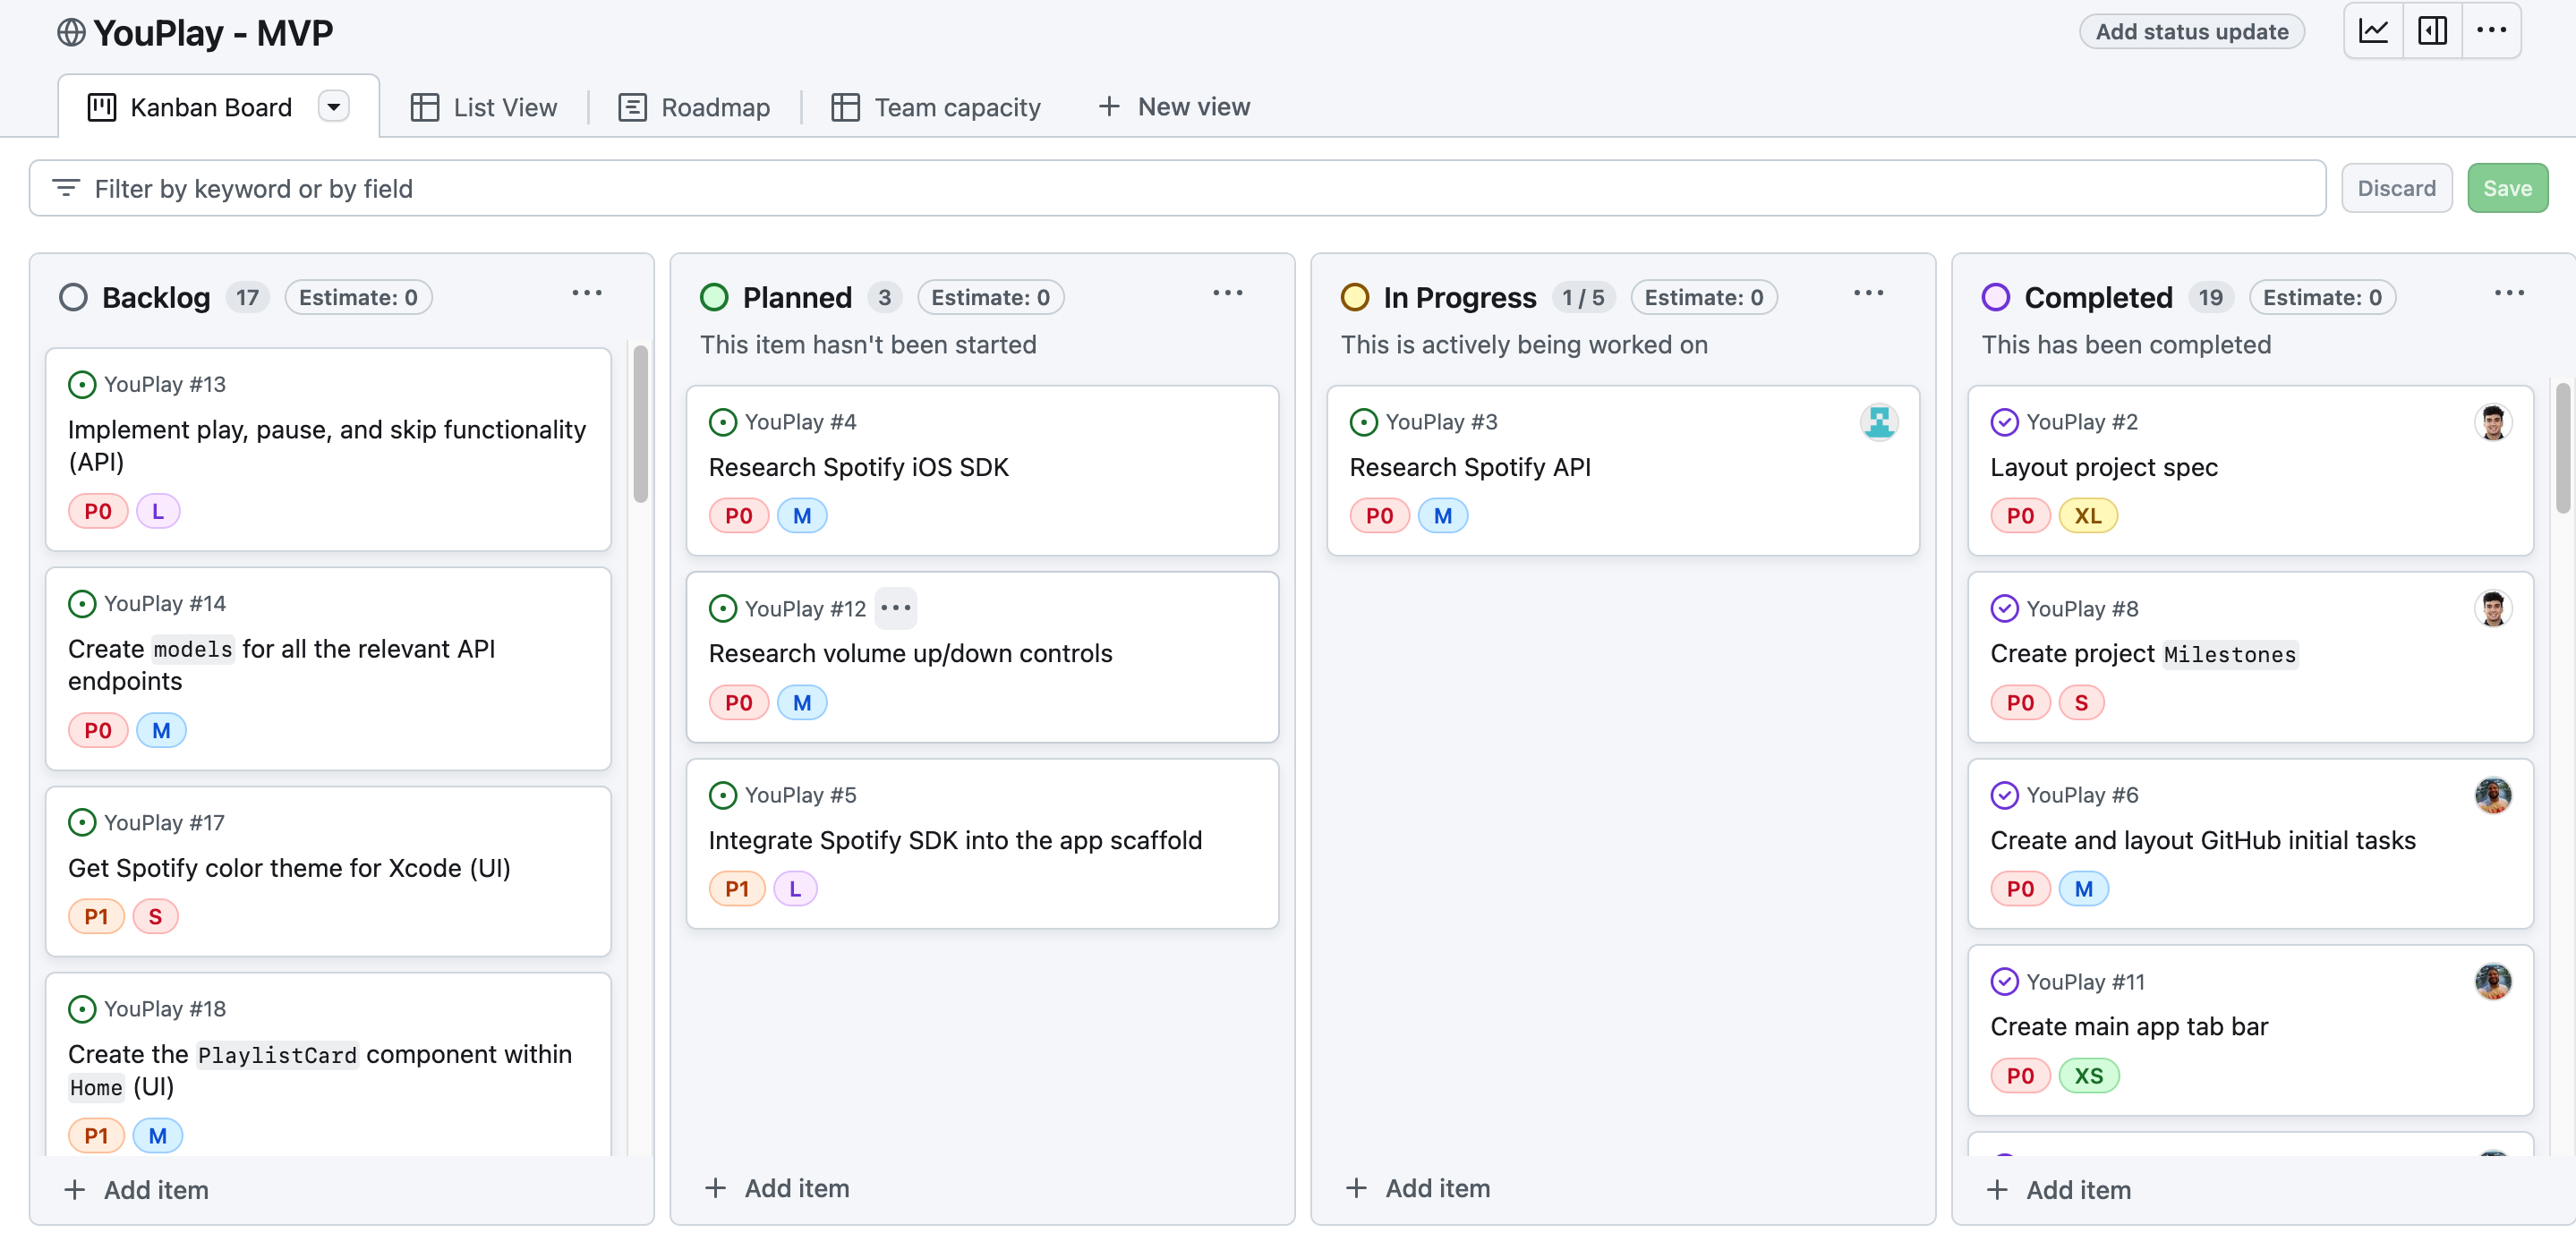 YouPlay - MVP
Add status update
Kanban Board
List View
Roadmap
Team capacity
New view
Filter by keyword or by field
Discard
Save
Backlog 17 Estimate: 0
YouPlay #13
Implement play, pause, and skip functionality
(API)
P0 L
YouPlay #14
Create models for all the relevant API
endpoints
P0 M
YouPlay #17
Get Spotify color theme for Xcode (UI)
P1 S
YouPlay #18
Create the PlaylistCard component within
Home (UI)
P1 M
+ Add item
Planned 3 Estimate: 0
This item hasn't been started
YouPlay #4
Research Spotify iOS SDK
P0 M
YouPlay #12
Research volume up/down controls
P0 M
YouPlay #5
Integrate Spotify SDK into the app scaffold
P1 L
+ Add item
In Progress 1 / 5 Estimate: 0
This is actively being worked on
YouPlay #3
Research Spotify API
P0 M
+ Add item
Completed 19 Estimate: 0
This has been completed
YouPlay #2
Layout project spec
P0 XL
YouPlay #8
Create project Milestones
P0 S
YouPlay #6
Create and layout GitHub initial tasks
P0 M
YouPlay #11
Create main app tab bar
P0 XS
+ Add item